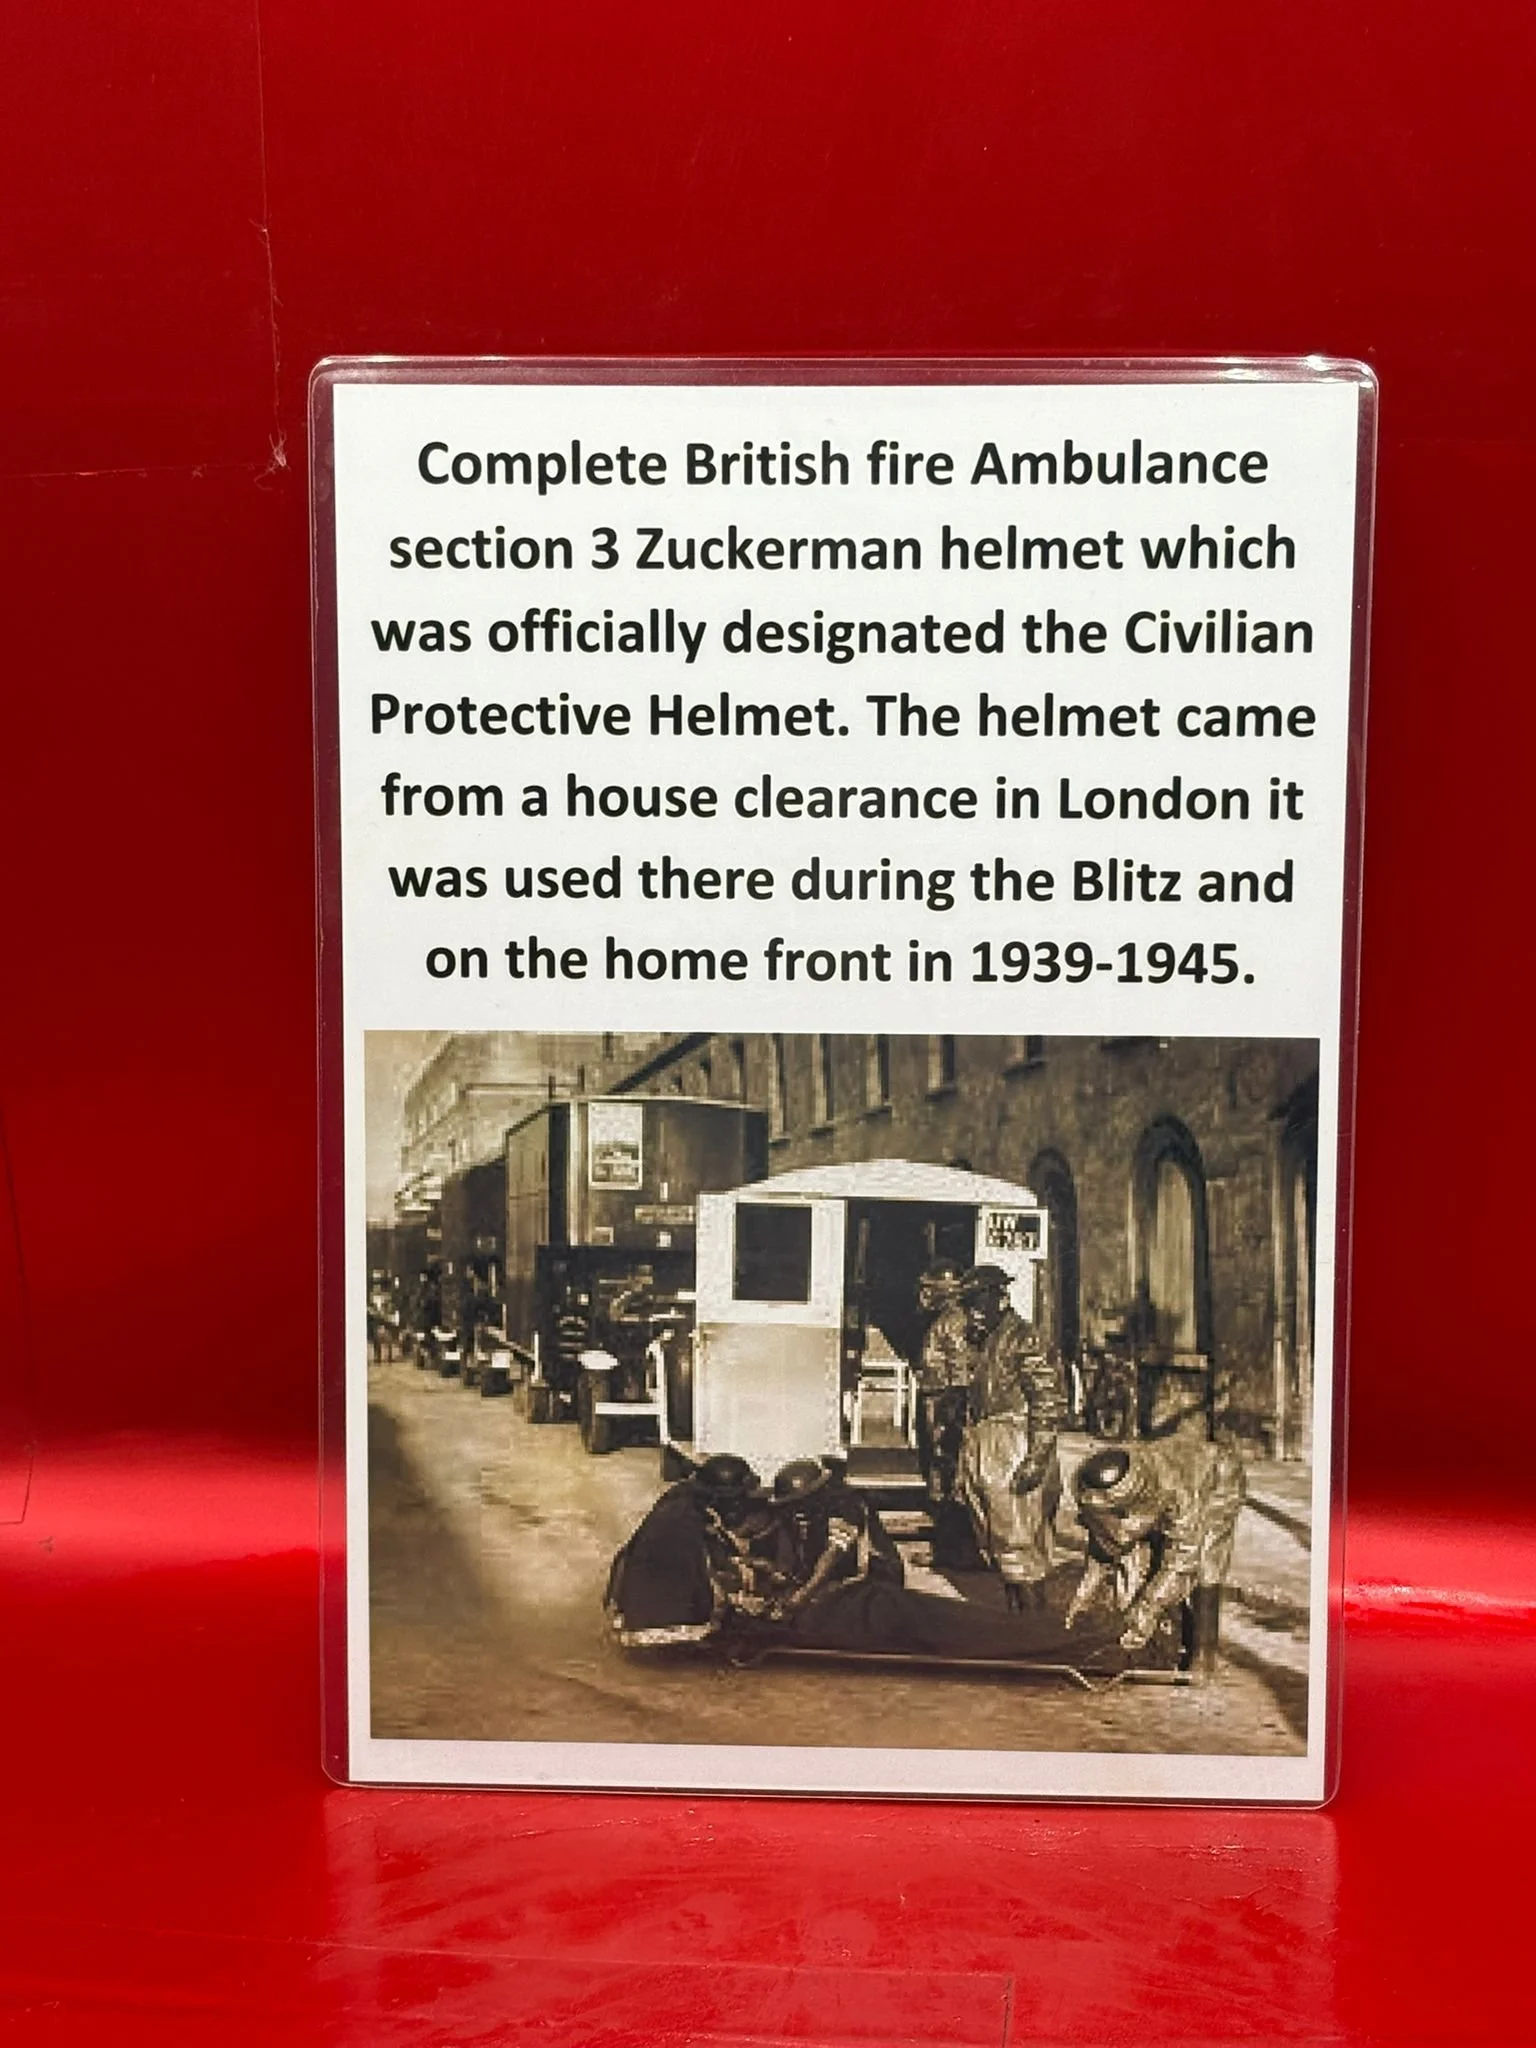 Complete British fire Ambulance
section 3 Zuckerman helmet which
was officially designated the Civilian
Protective Helmet. The helmet came
from a house clearance in London it
was used there during the Blitz and
on the home front in 1939-1945.